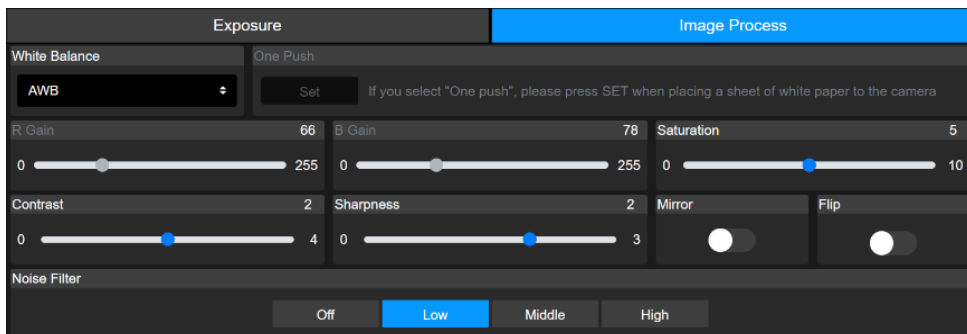 Exposure
Image Process
White Balance
One Push
AWB
Set
If you select "One push", please press SET when placing a sheet of white paper to the camera
R Gain 66
B Gain 78
Saturation 5
0 255
0 255
0 10
Contrast 2
Sharpness 2
Mirror
Flip
0 4
0 3
Noise Filter
Off
Low
Middle
High